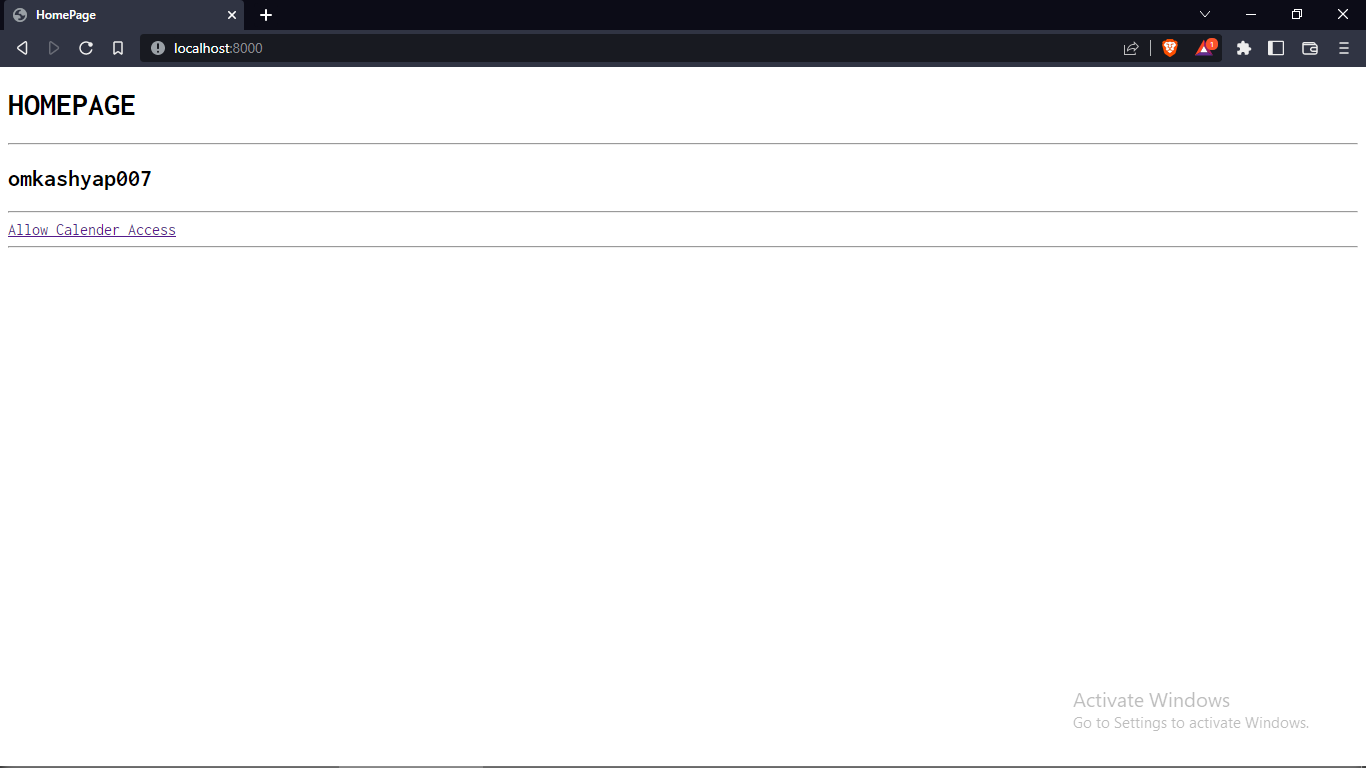 HomePage
localhost:8000
1
HOMEPAGE
omkashyap007
Allow Calender Access
Activate Windows
Go to Settings to activate Windows.